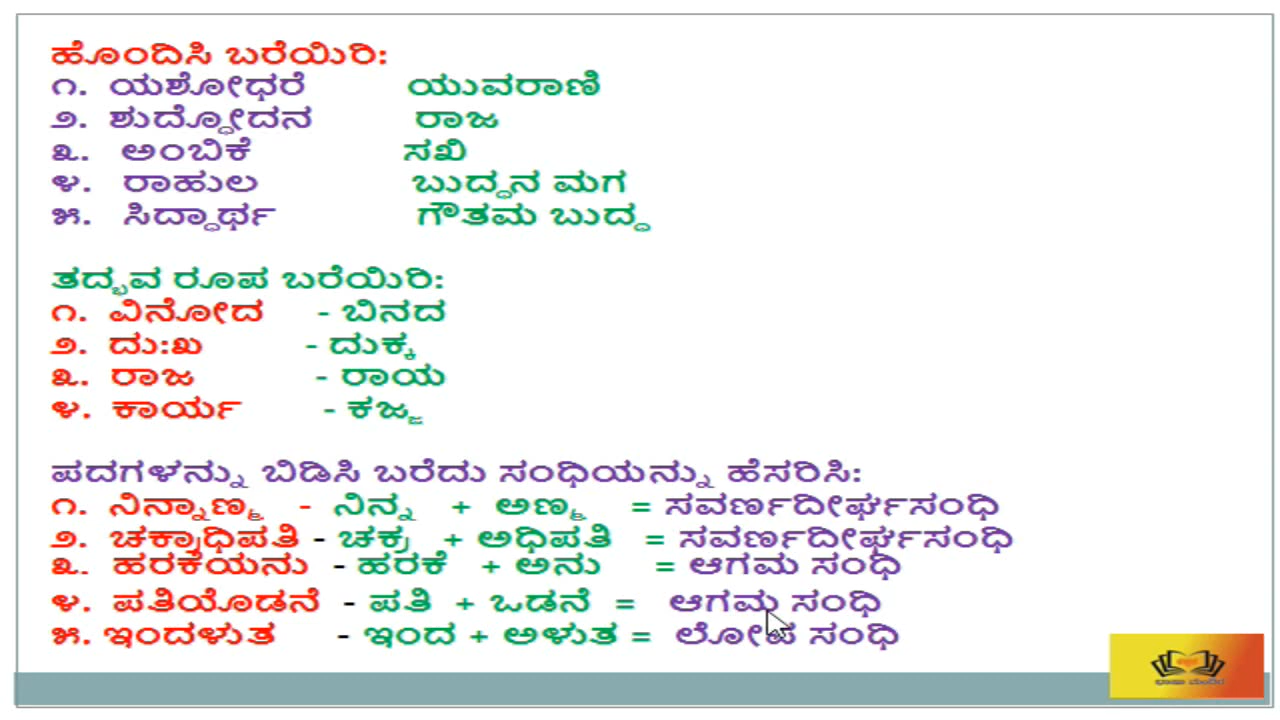 ಹೊಂದಿಸಿ ಬರೆಯಿರಿ:
೧. ಯಶೋಧರೆ ಯುವರಾಣಿ
೨. ಶುದ್ಧೋದನ ರಾಜ
೩. ಅಂಬಿಕೆ ಸಖಿ
೪. ರಾಹುಲ ಬುದ್ಧನ ಮಗ
೫. ಸಿದ್ಧಾರ್ಥ ಗೌತಮ ಬುದ್ಧ
ತದ್ಭವ ರೂಪ ಬರೆಯಿರಿ:
೧. ವಿನೋದ - ಬಿನದ
೨. ದು:ಖ - ದುಕ್ಕ
೩. ರಾಜ - ರಾಯ
೪. ಕಾರ್ಯ - ಕಜ್ಜ
ಪದಗಳನ್ನು ಬಿಡಿಸಿ ಬರೆದು ಸಂಧಿಯನ್ನು ಹೆಸರಿಸಿ:
೧. ನಿನ್ನಾಣ್ಮ - ನಿನ್ನ + ಅಣ್ಮ = ಸವರ್ಣದೀರ್ಘಸಂಧಿ
೨. ಚಕ್ರಾಧಿಪತಿ - ಚಕ್ರ + ಅಧಿಪತಿ = ಸವರ್ಣದೀರ್ಘಸಂಧಿ
೩. ಹರಕೆಯನು - ಹರಕೆ + ಅನು = ಆಗಮ ಸಂಧಿ
೪. ಪತಿಯೊಡನೆ - ಪತಿ + ಒಡನೆ = ಆಗಮ ಸಂಧಿ
೫. ಇಂದಳುತ - ಇಂದ + ಅಳುತ = ಲೋಪ ಸಂಧಿ